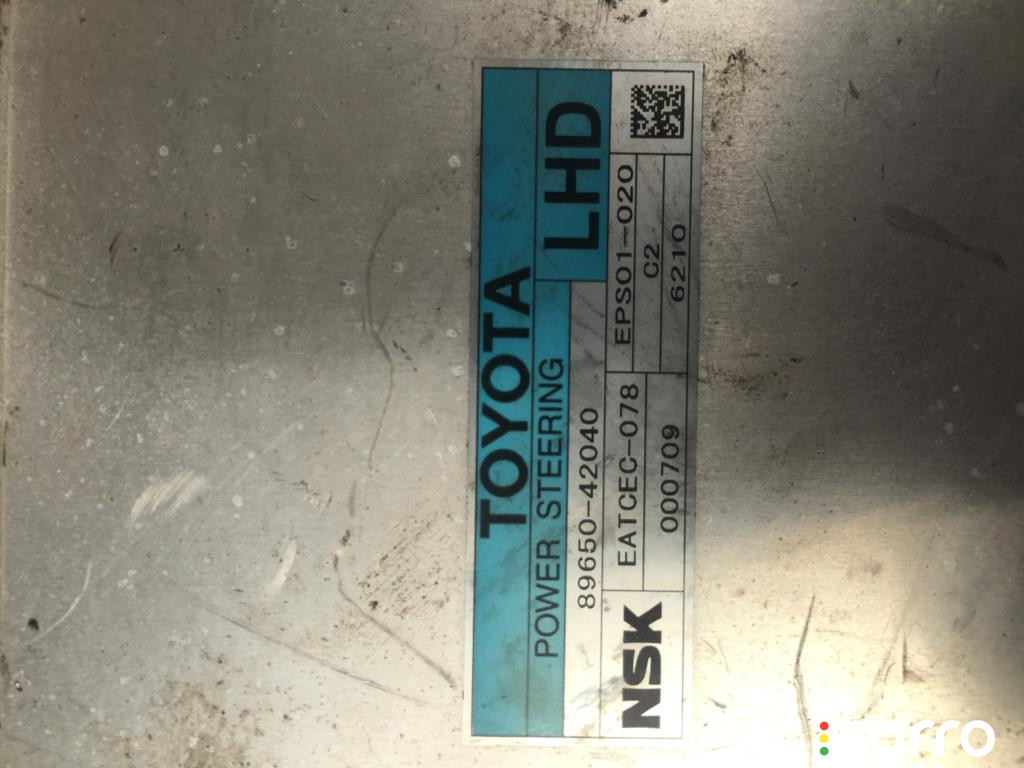 TOYOTA
LHD
POWER STEERING
89650-42040
NSK
EATCEC-078
EPS01-020
C2
000709
6210